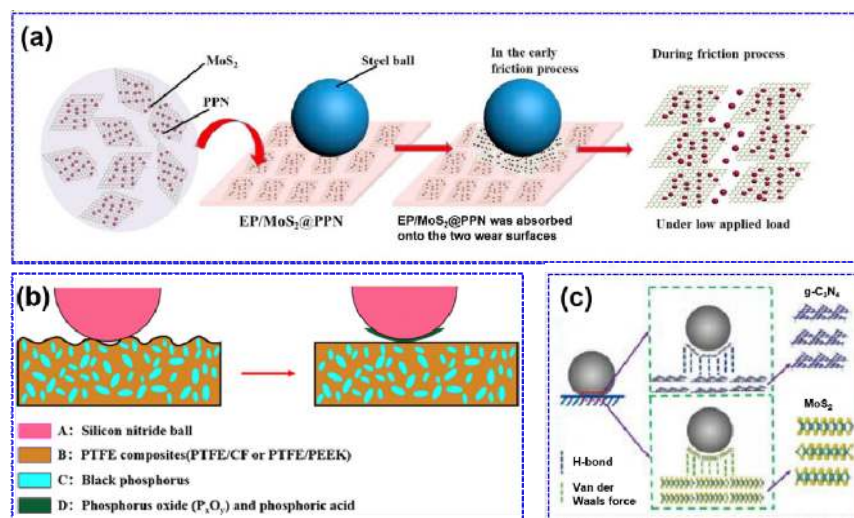 (a)
MoS₂
PPN
Steel ball
In the early
friction process
During friction process
EP/MoS₂@PPN
EP/MoS₂@PPN was absorbed
onto the two wear surfaces
Under low applied load
(b)
A: Silicon nitride ball
B: PTFE composites(PTFE/CF or PTFE/PEEK)
C: Black phosphorus
D: Phosphorus oxide (PₓOᵧ) and phosphoric acid
(c)
g-C₃N₄
MoS₂
H-bond
Van der
Waals force